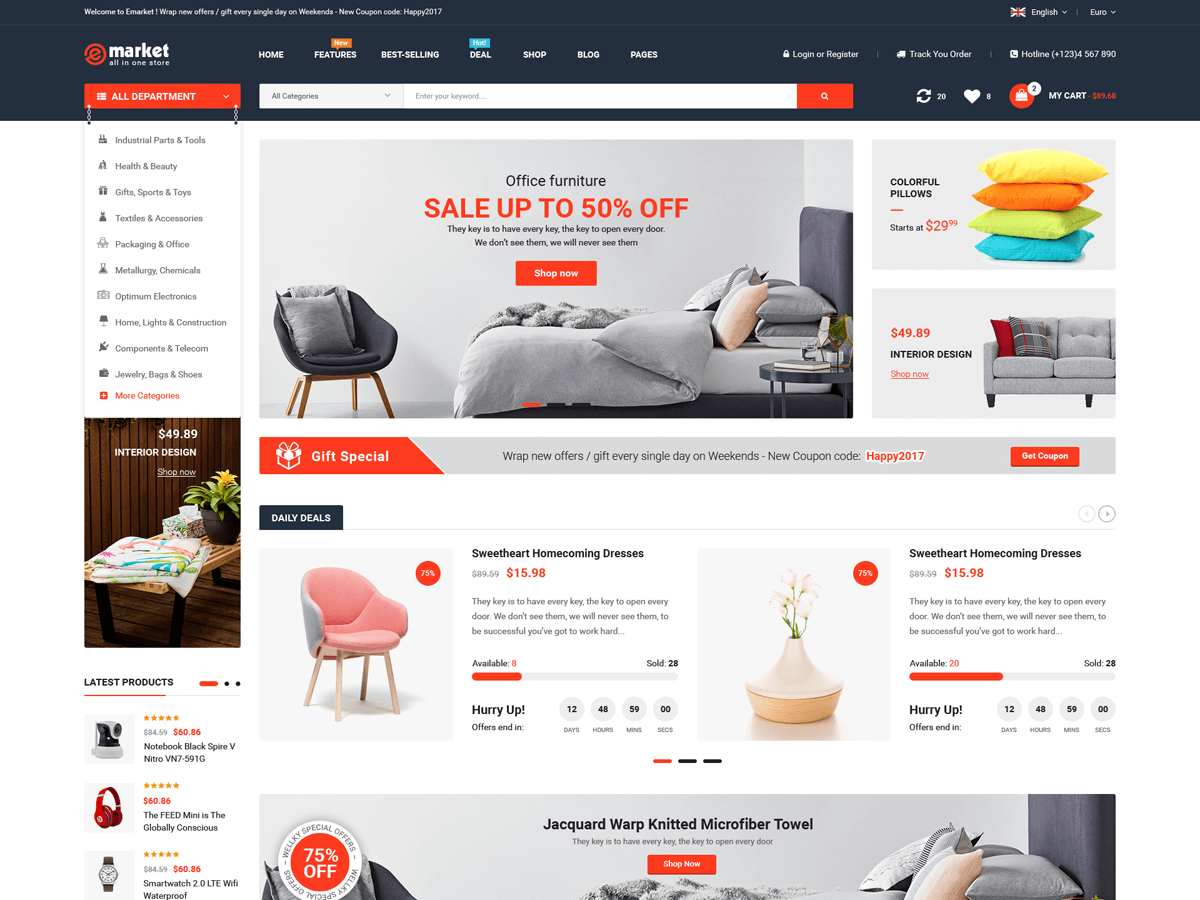 Welcome to Emarket ! Wrap new offers / gift every single day on Weekends - New Coupon code: Happy2017
English
Euro
e market
all in one store
HOME
New
FEATURES
BEST-SELLING
Hot!
DEAL
SHOP
BLOG
PAGES
Login or Register
Track You Order
Hotline (+123)4 567 890
ALL DEPARTMENT
All Categories
Enter your keyword...
20
8
2
MY CART - $89.68
Industrial Parts & Tools
Health & Beauty
Gifts, Sports & Toys
Textiles & Accessories
Packaging & Office
Metallurgy, Chemicals
Optimum Electronics
Home, Lights & Construction
Components & Telecom
Jewelry, Bags & Shoes
More Categories
Office furniture
SALE UP TO 50% OFF
They key is to have every key, the key to open every door.
We don't see them, we will never see them
Shop now
COLORFUL
PILLOWS
Starts at $29.99
$49.89
INTERIOR DESIGN
Shop now
$49.89
INTERIOR DESIGN
Shop now
Gift Special
Wrap new offers / gift every single day on Weekends - New Coupon code: Happy2017
Get Coupon
DAILY DEALS
75%
Sweetheart Homecoming Dresses
$89.59 $15.98
They key is to have every key, the key to open every
door. We don't see them, we will never see them, to
be successful you've got to work hard...
Available: 8
Sold: 28
Hurry Up!
Offers end in:
12 48 59 00
DAYS HOURS MINS SECS
75%
Sweetheart Homecoming Dresses
$89.59 $15.98
They key is to have every key, the key to open every
door. We don't see them, we will never see them, to
be successful you've got to work hard...
Available: 20
Sold: 28
Hurry Up!
Offers end in:
12 48 59 00
DAYS HOURS MINS SECS
LATEST PRODUCTS
$84.59 $60.86
Notebook Black Spire V
Nitro VN7-591G
$60.86
The FEED Mini is The
Globally Conscious
$84.59 $60.86
Smartwatch 2.0 LTE Wifi
Waterproof
WELLKY SPECIAL OFFERS - WELLKY SPECIAL OFFERS -
75%
OFF
Jacquard Warp Knitted Microfiber Towel
They key is to have every key, the key to open every door
Shop Now